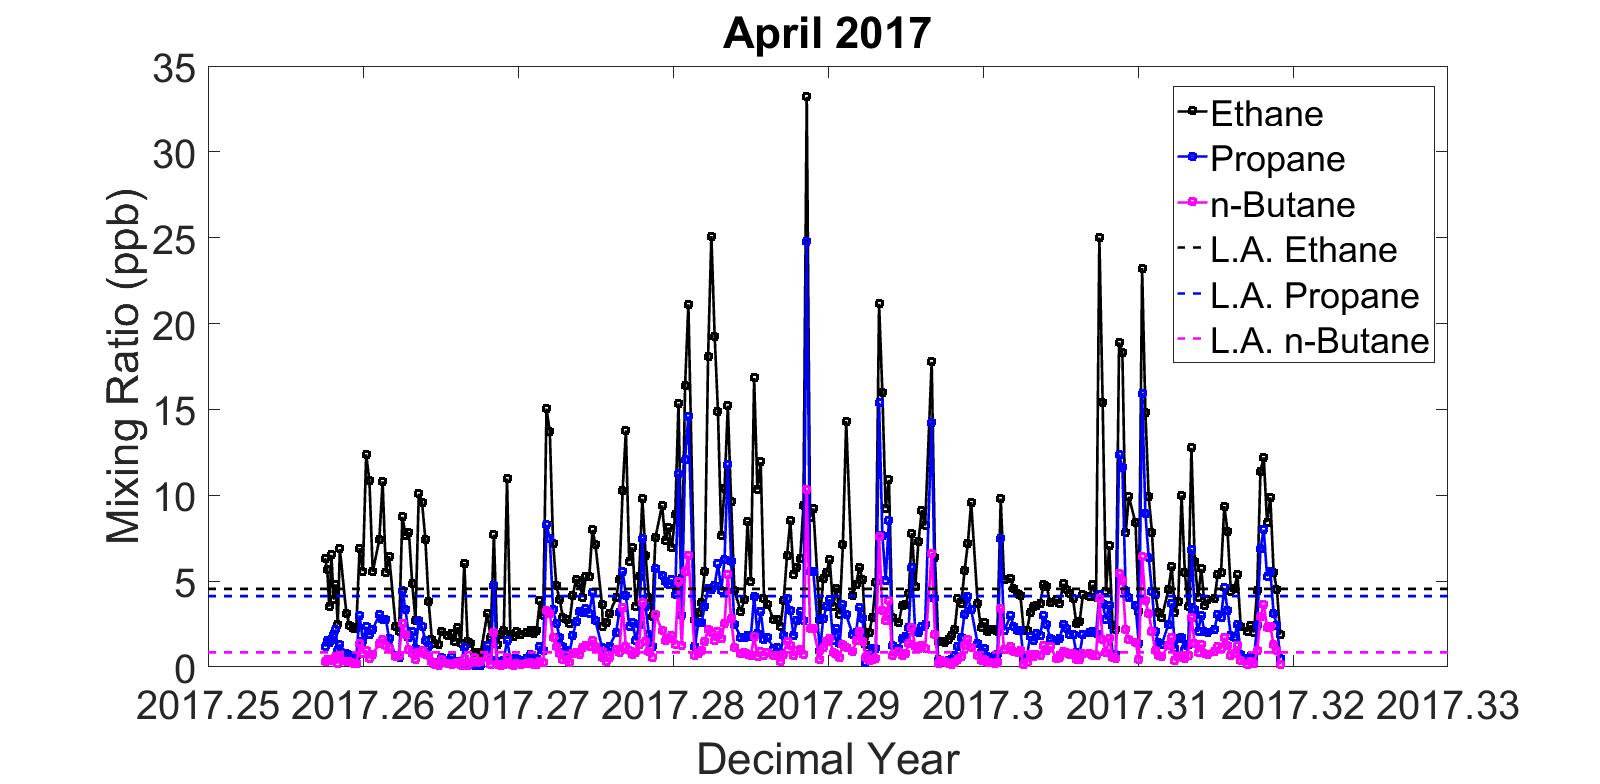 April 2017
Mixing Ratio (ppb)
35
30
25
20
15
10
5
0
Ethane
Propane
n-Butane
L.A. Ethane
L.A. Propane
L.A. n-Butane
2017.25 2017.26 2017.27 2017.28 2017.29 2017.3 2017.31 2017.32 2017.33
Decimal Year